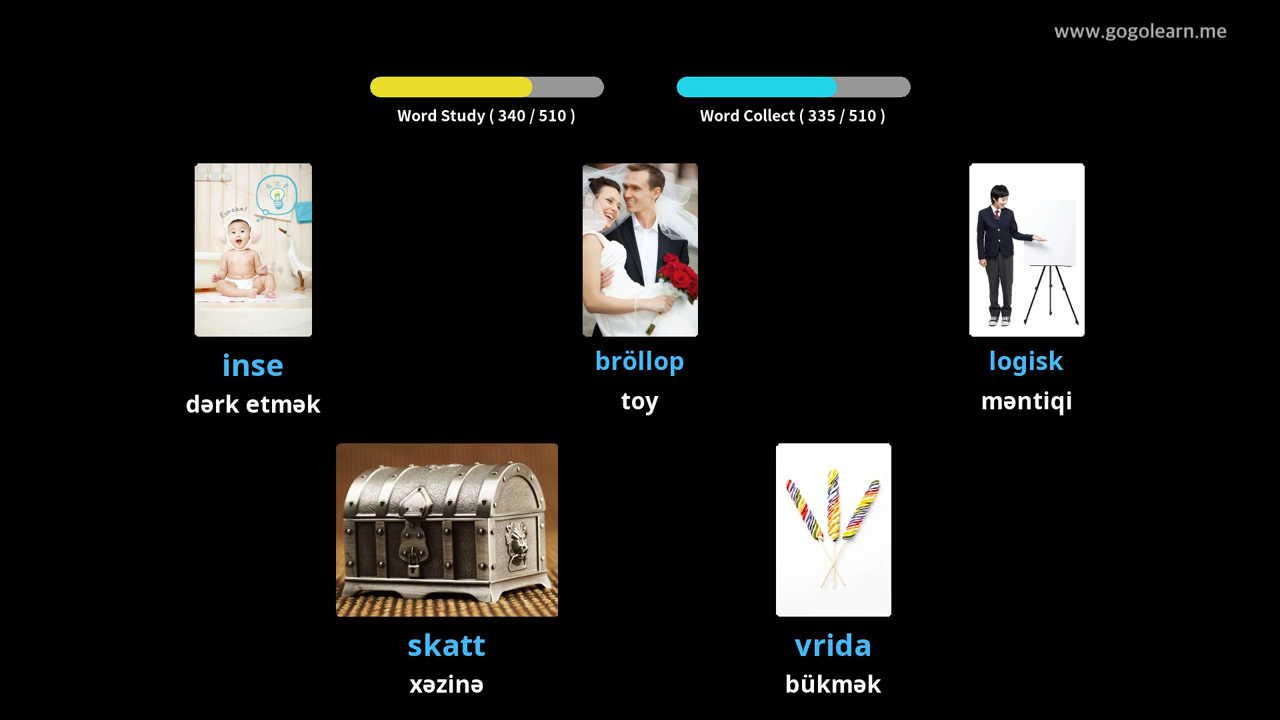 www.gogolearn.me
Word Study ( 340 / 510 )
Word Collect ( 335 / 510 )
Eureka!
inse
dərk etmək
bröllop
toy
logisk
məntiqi
skatt
xəzinə
vrida
bükmək